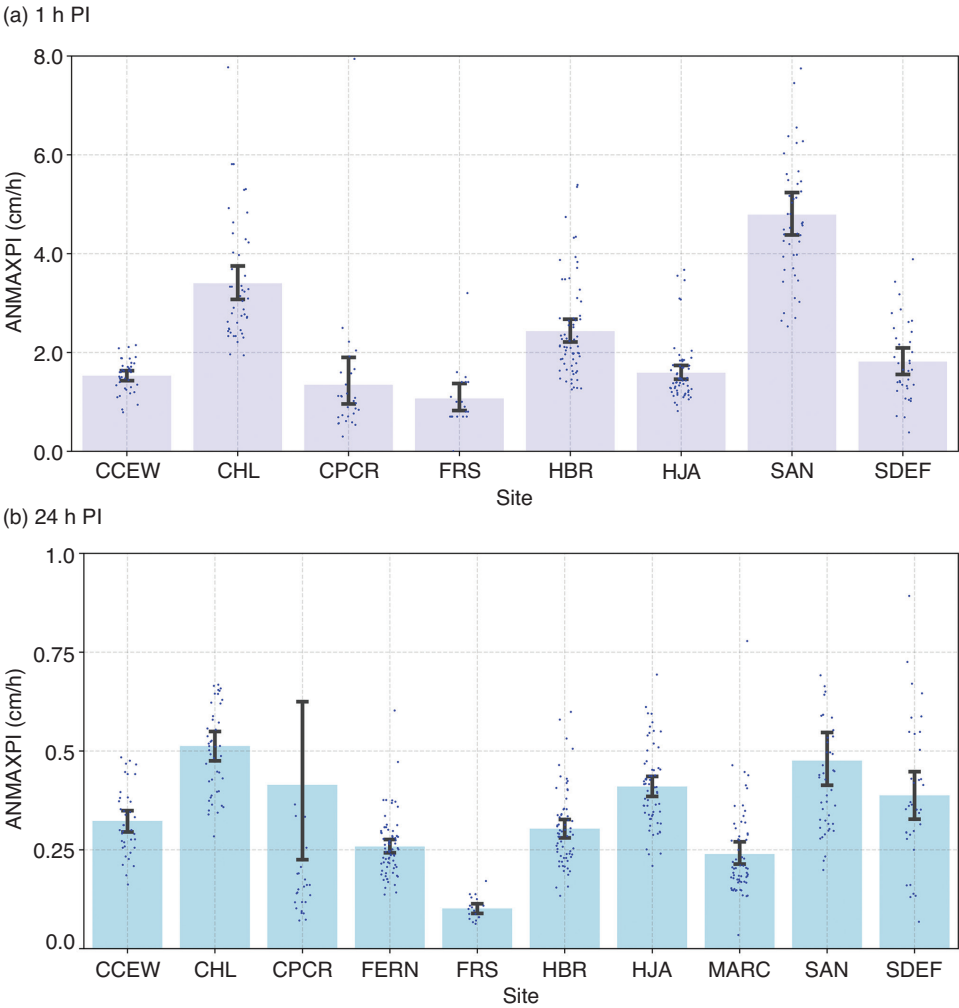 (a) 1 h PI
8.0
6.0
4.0
2.0
0.0
ANMAXPI (cm/h)
CCEW CHL CPCR FRS HBR HJA SAN SDEF
Site
(b) 24 h PI
1.0
0.75
0.5
0.25
0.0
ANMAXPI (cm/h)
CCEW CHL CPCR FERN FRS HBR HJA MARC SAN SDEF
Site